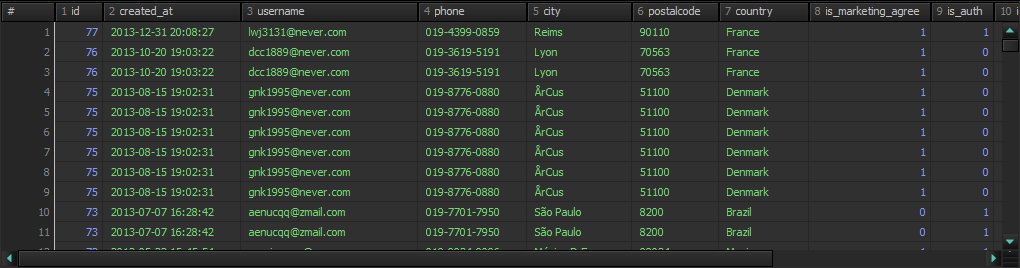 # 1 id 2 created_at 3 username 4 phone 5 city 6 postalcode 7 country 8 is_marketing_agree 9 is_auth 10 i
1 77 2013-12-31 20:08:27 lwj3131@never.com 019-4399-0859 Reims 90110 France 1 1
2 76 2013-10-20 19:03:22 dcc1889@never.com 019-3619-5191 Lyon 70563 France 1 0
3 76 2013-10-20 19:03:22 dcc1889@never.com 019-3619-5191 Lyon 70563 France 1 0
4 75 2013-08-15 19:02:31 gnk1995@never.com 019-8776-0880 ÅrCus 51100 Denmark 1 0
5 75 2013-08-15 19:02:31 gnk1995@never.com 019-8776-0880 ÅrCus 51100 Denmark 1 0
6 75 2013-08-15 19:02:31 gnk1995@never.com 019-8776-0880 ÅrCus 51100 Denmark 1 0
7 75 2013-08-15 19:02:31 gnk1995@never.com 019-8776-0880 ÅrCus 51100 Denmark 1 0
8 75 2013-08-15 19:02:31 gnk1995@never.com 019-8776-0880 ÅrCus 51100 Denmark 1 0
9 75 2013-08-15 19:02:31 gnk1995@never.com 019-8776-0880 ÅrCus 51100 Denmark 1 0
10 73 2013-07-07 16:28:42 aenucqq@zmail.com 019-7701-7950 São Paulo 8200 Brazil 0 1
11 73 2013-07-07 16:28:42 aenucqq@zmail.com 019-7701-7950 São Paulo 8200 Brazil 0 1